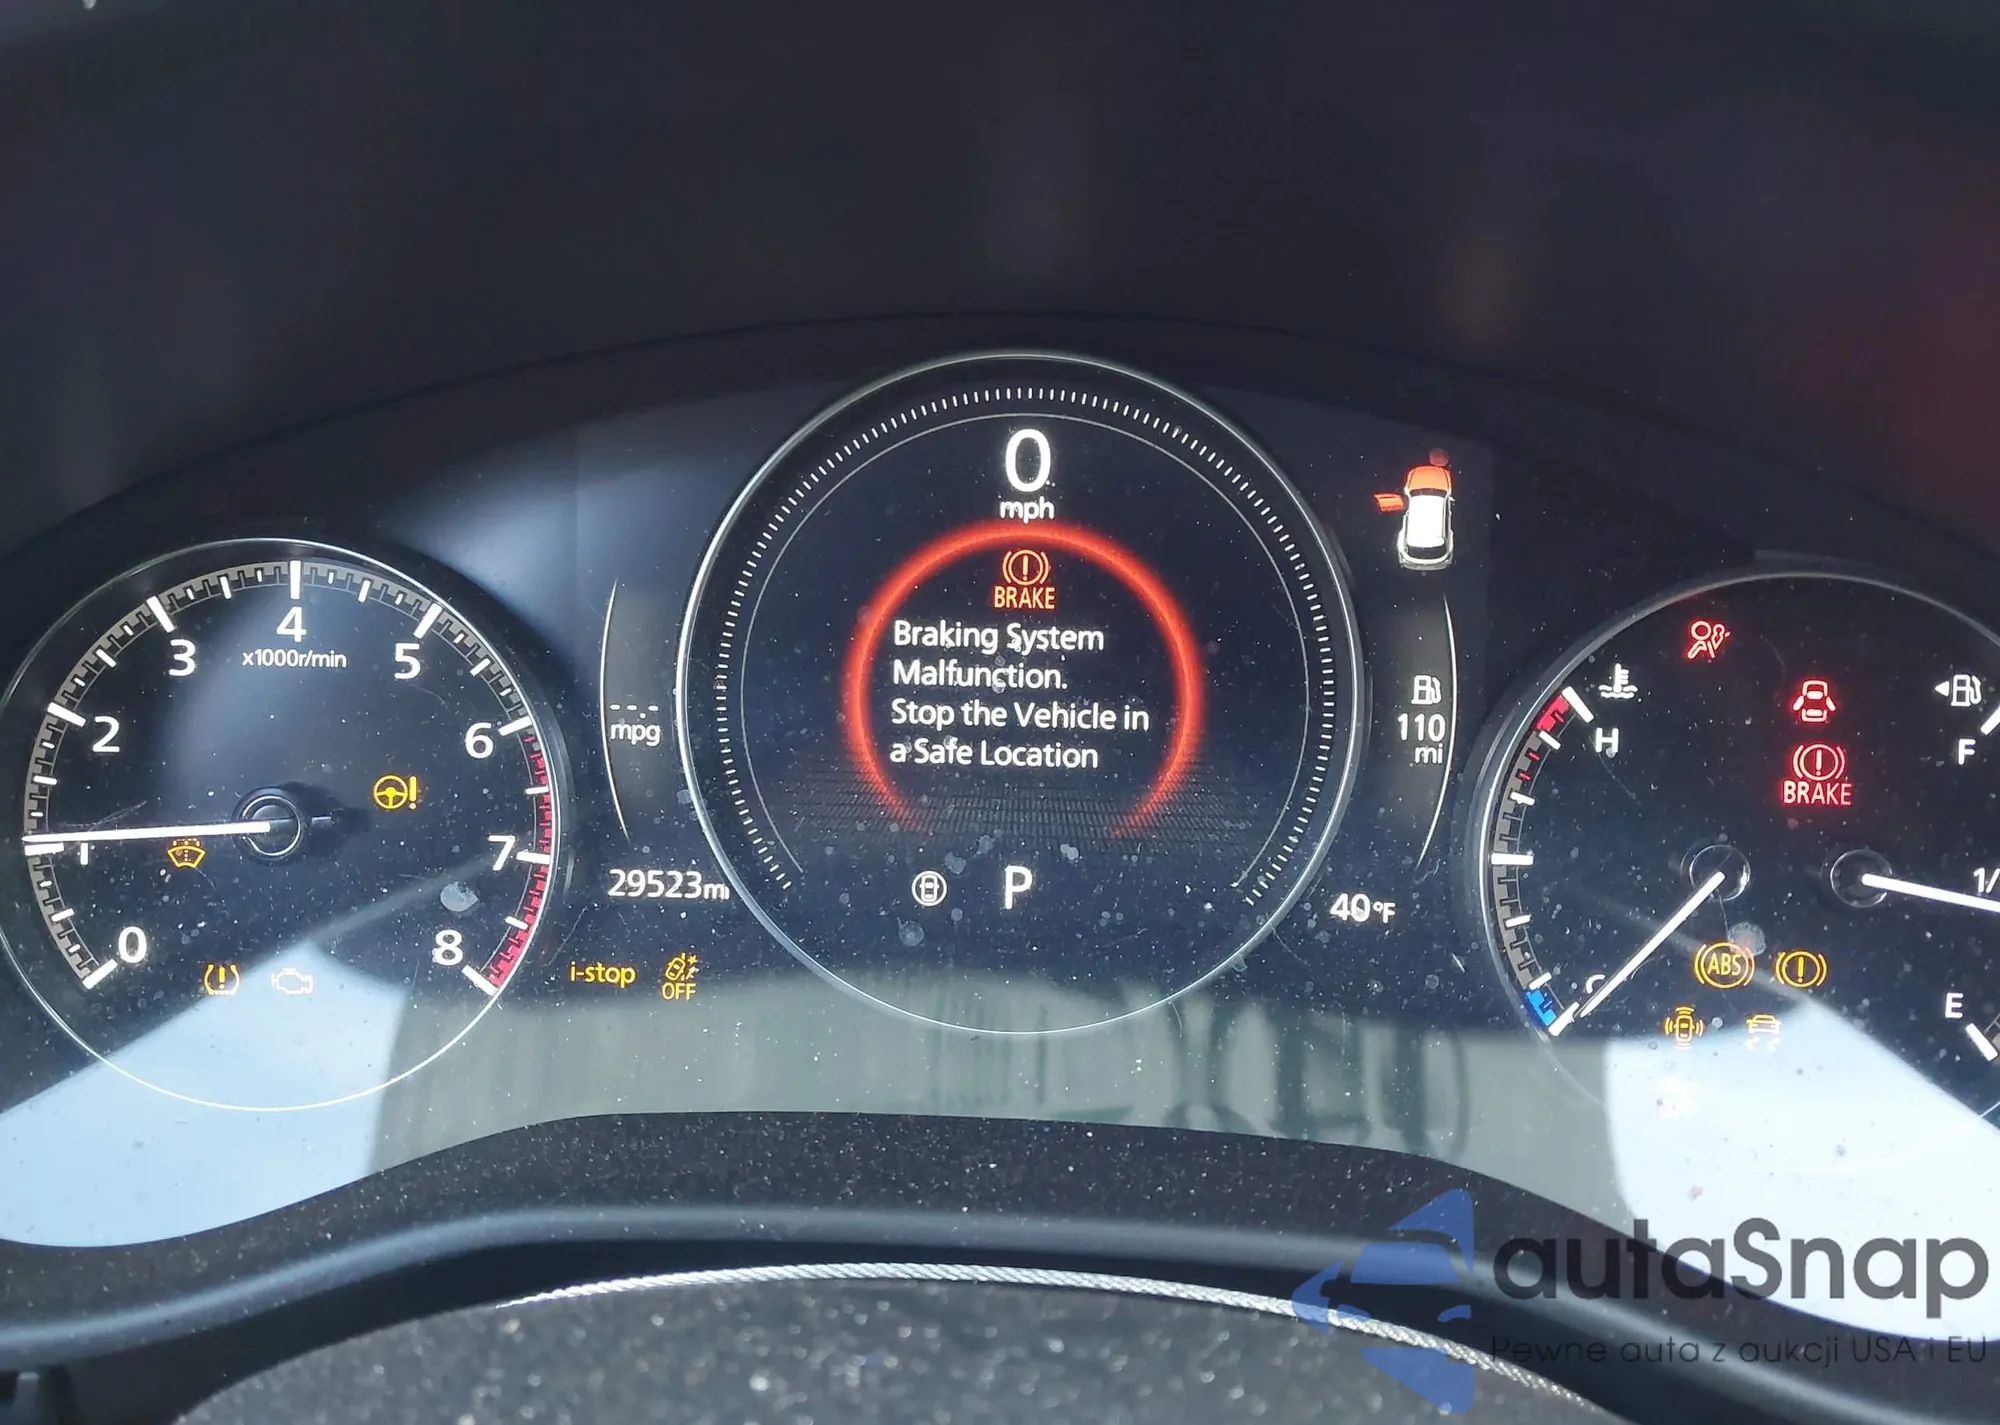 0
mph
BRAKE
Braking System
Malfunction.
Stop the Vehicle in
a Safe Location
P
0
1
2
3
4
5
6
7
8
x1000r/min
mpg
29523mi
i-stop
OFF
110
mi
40°F
H
C
BRAKE
ABS
F
1/
E
autaSnap
Pewne auta z aukcji USA i EU